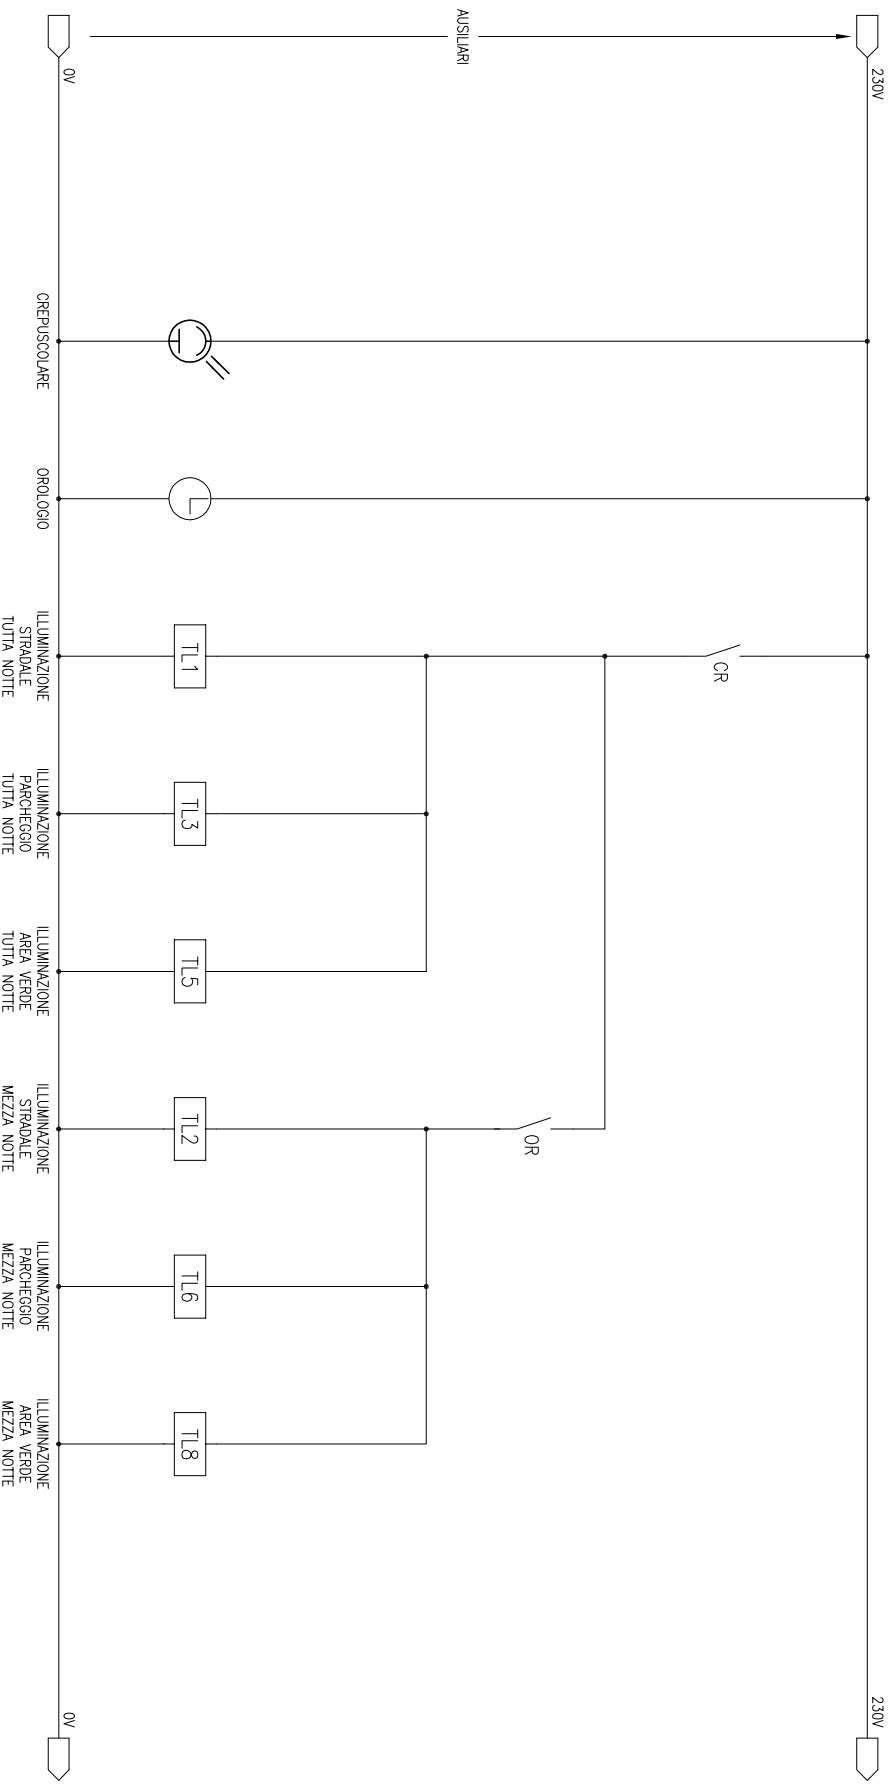 AUSILIARI
230V
0V
CR
OR
TL1
TL3
TL5
TL2
TL6
TL8
CREPUSCOLARE
OROLOGIO
ILLUMINAZIONE
STRADALE
TUTTA NOTTE
ILLUMINAZIONE
PARCHEGGIO
TUTTA NOTTE
ILLUMINAZIONE
AREA VERDE
TUTTA NOTTE
ILLUMINAZIONE
STRADALE
MEZZA NOTTE
ILLUMINAZIONE
PARCHEGGIO
MEZZA NOTTE
ILLUMINAZIONE
AREA VERDE
MEZZA NOTTE
230V
0V